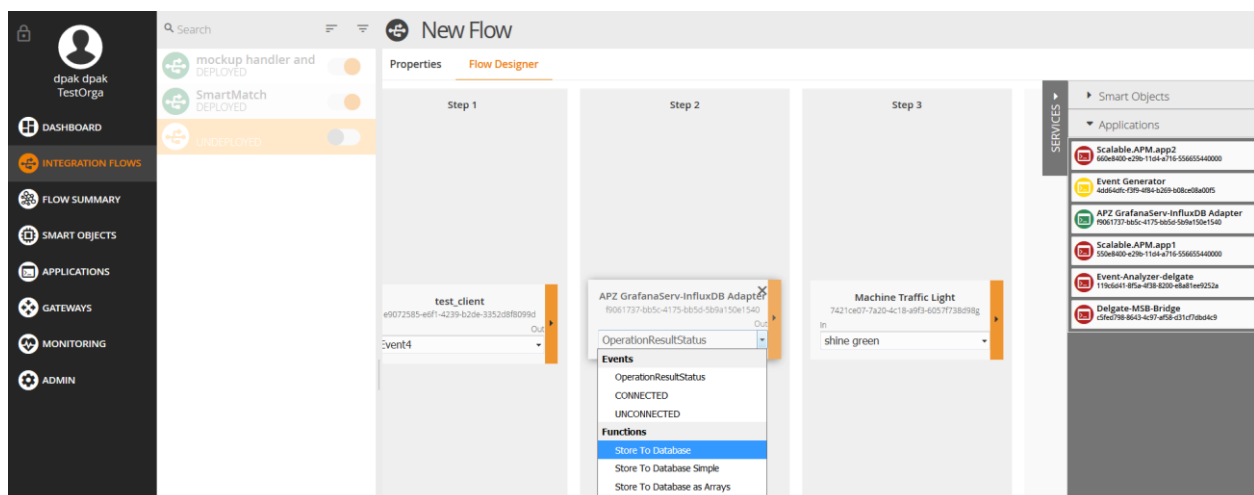 dpak dpak
TestOrga
DASHBOARD
INTEGRATION FLOWS
FLOW SUMMARY
SMART OBJECTS
APPLICATIONS
GATEWAYS
MONITORING
ADMIN
Search
mockup handler and
DEPLOYED
SmartMatch
DEPLOYED
UNDEPLOYED
New Flow
Properties
Flow Designer
Step 1
test_client
e9072585-e6f1-4239-b2de-3352d8f8099d
Out
Event4
Step 2
APZ GrafanaServ-InfluxDB Adapter
f9061737-bb5c-4175-bb5d-5b9a150e1540
Out
OperationResultStatus
Events
OperationResultStatus
CONNECTED
UNCONNECTED
Functions
Store To Database
Store To Database Simple
Store To Database as Arrays
Step 3
Machine Traffic Light
7421ce07-7a20-4c18-a9f3-6057f738d98g
In
shine green
SERVICES
Smart Objects
Applications
Scalable.APM.app2
660e8400-e29b-11d4-a716-556655440000
Event Generator
4dd64dfc-f3f9-4f84-b269-b08ce08a00f5
APZ GrafanaServ-InfluxDB Adapter
f9061737-bb5c-4175-bb5d-5b9a150e1540
Scalable.APM.app1
550e8400-e29b-11d4-a716-556655440000
Event-Analyzer-delgate
119c6d41-8f5a-4f38-8200-e8a81ee9252a
Delgate-MSB-Bridge
c5fed798-8643-4c97-af58-d31cf7dbd4c9